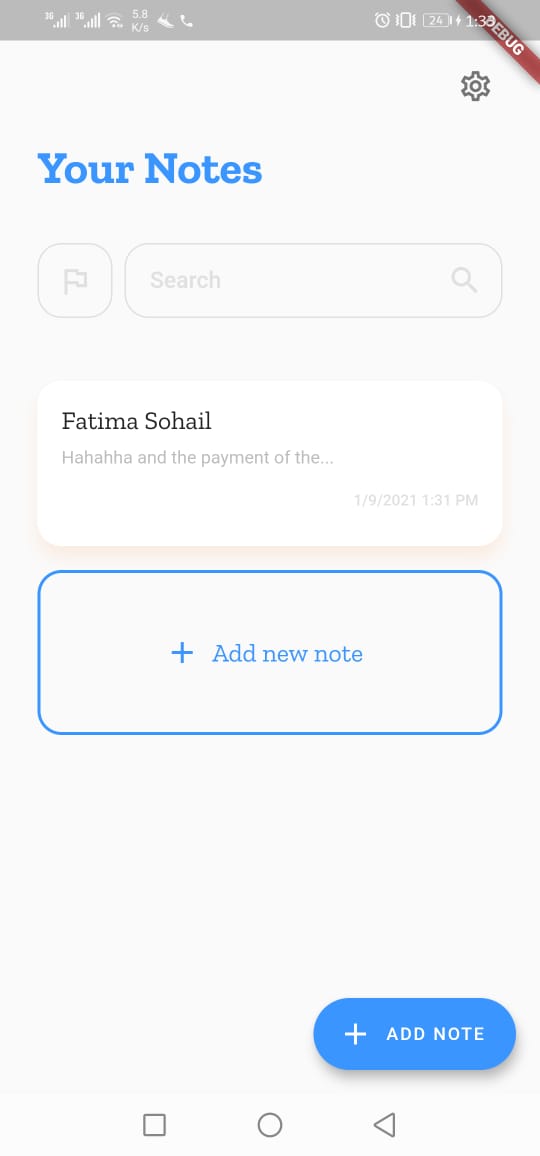 3G 3G 5.8 K/s 24 1:33
DEBUG
Your Notes
Search
Fatima Sohail
Hahahha and the payment of the...
1/9/2021 1:31 PM
Add new note
ADD NOTE